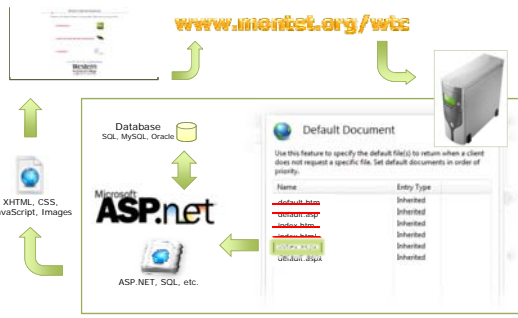 Western
www.montet.org/wtc
Database
SQL, MySQL, Oracle
Default Document
Use this feature to specify the default file(s) to return when a client
does not request a specific file. Set default documents in order of
priority.
Name Entry Type
default.htm Inherited
default.asp Inherited
index.htm Inherited
index.html Inherited
Inherited
default.aspx Inherited
Microsoft
ASP.net
ASP.NET, SQL, etc.
XHTML, CSS,
vaScript, Images